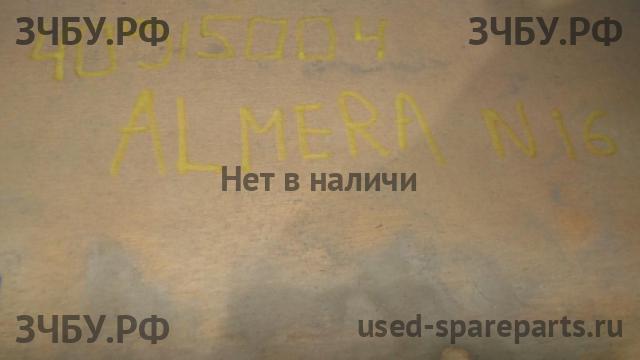 ЗЧБУ.РФ ЗЧБУ.РФ
40315004
ALMERA N16
Нет в наличи
ЗЧБУ.РФ used-spareparts.ru